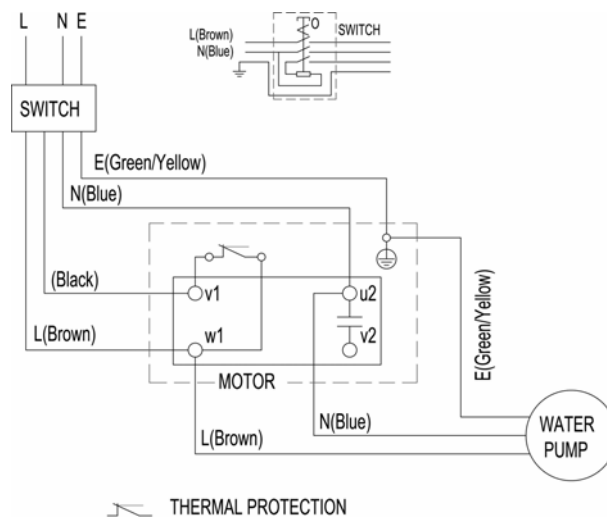 L N E
L(Brown)
N(Blue)
O
SWITCH
SWITCH
E(Green/Yellow)
N(Blue)
(Black)
v1
u2
L(Brown)
w1
v2
MOTOR
E(Green/Yellow)
L(Brown)
N(Blue)
WATER
PUMP
THERMAL PROTECTION